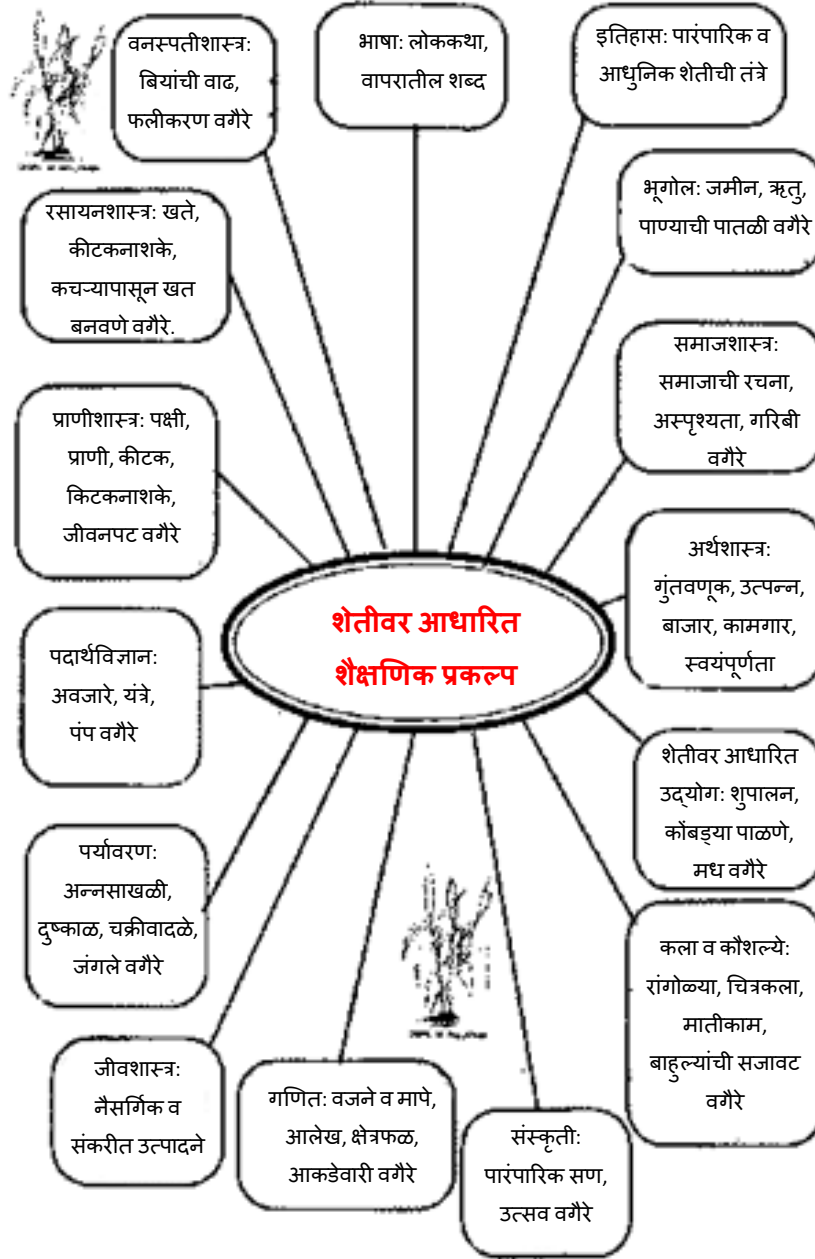 वनस्पतीशास्त्र:
बियांची वाढ,
फलीकरण वगैरे
भाषा: लोककथा,
वापरातील शब्द
इतिहास: पारंपारिक व
आधुनिक शेतीची तंत्रे
भूगोल: जमीन, ऋतु,
पाण्याची पातळी वगैरे
रसायनशास्त्र: खते,
कीटकनाशके,
कचऱ्यापासून खत
बनवणे वगैरे.
समाजशास्त्र:
समाजाची रचना,
अस्पृश्यता, गरिबी
वगैरे
प्राणीशास्त्र: पक्षी,
प्राणी, कीटक,
किटकनाशके,
जीवनपट वगैरे
अर्थशास्त्र:
गुंतवणूक, उत्पन्न,
बाजार, कामगार,
स्वयंपूर्णता
शेतीवर आधारित
शैक्षणिक प्रकल्प
पदार्थविज्ञान:
अवजारे, यंत्रे,
पंप वगैरे
शेतीवर आधारित
उद्योग: शुपालन,
कोंबड्या पाळणे,
मध वगैरे
पर्यावरण:
अन्नसाखळी,
दुष्काळ, चक्रीवादळे,
जंगले वगैरे
कला व कौशल्ये:
रांगोळ्या, चित्रकला,
मातीकाम,
बाहुल्यांची सजावट
वगैरे
जीवशास्त्र:
नैसर्गिक व
संकरीत उत्पादने
गणित: वजने व मापे,
आलेख, क्षेत्रफळ,
आकडेवारी वगैरे
संस्कृती:
पारंपारिक सण,
उत्सव वगैरे